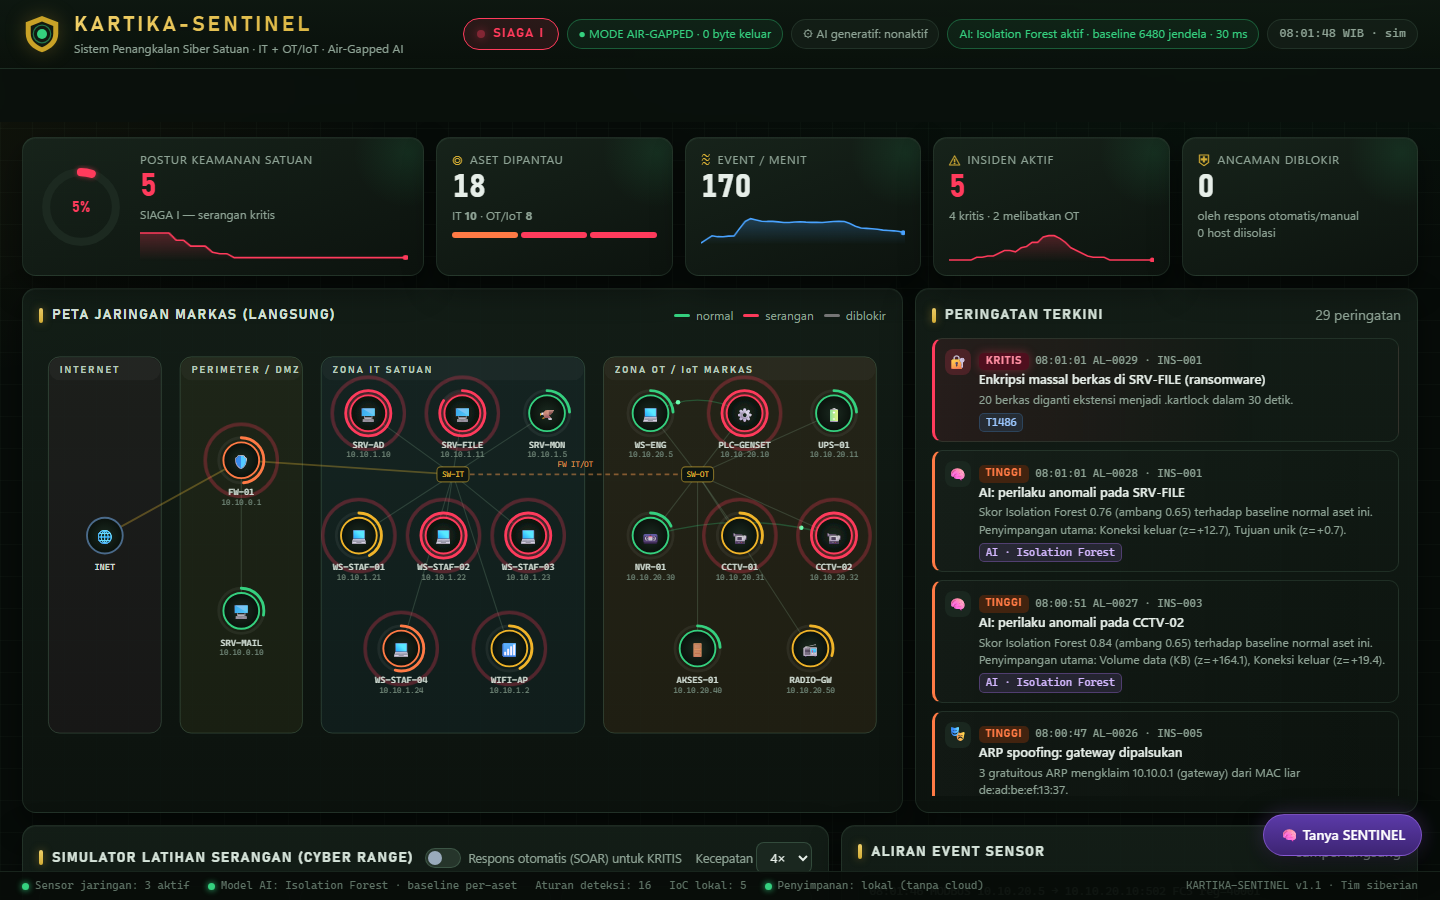 KARTIKA-SENTINEL
Sistem Penangkalan Siber Satuan · IT + OT/IoT · Air-Gapped AI
SIAGA I
MODE AIR-GAPPED · 0 byte keluar
AI generatif: nonaktif
AI: Isolation Forest aktif · baseline 6480 jendela · 30 ms
08:01:48 WIB · sim
5%
POSTUR KEAMANAN SATUAN
5
SIAGA I — serangan kritis
ASET DIPANTAU
18
IT 10 · OT/IoT 8
EVENT / MENIT
170
INSIDEN AKTIF
5
4 kritis · 2 melibatkan OT
ANCAMAN DIBLOKIR
0
oleh respons otomatis/manual
0 host diisolasi
PETA JARINGAN MARKAS (LANGSUNG)
normal
serangan
diblokir
INTERNET
PERIMETER / DMZ
ZONA IT SATUAN
ZONA OT / IoT MARKAS
SRV-AD
10.10.1.10
SRV-FILE
10.10.1.11
SRV-MON
10.10.1.5
WS-ENG
10.10.20.5
PLC-GENSET
10.10.20.10
UPS-01
10.10.20.11
FW IT/OT
SW-IT
SW-OT
FW-01
10.10.0.1
INET
WS-STAF-01
10.10.1.21
WS-STAF-02
10.10.1.22
WS-STAF-03
10.10.1.23
NVR-01
10.10.20.30
CCTV-01
10.10.20.31
CCTV-02
10.10.20.32
SRV-MAIL
10.10.0.10
WS-STAF-04
10.10.1.24
WIFI-AP
10.10.1.2
AKSES-01
10.10.20.40
RADIO-GW
10.10.20.50
PERINGATAN TERKINI
29 peringatan
KRITIS 08:01:01 AL-0029 · INS-001
Enkripsi massal berkas di SRV-FILE (ransomware)
20 berkas diganti ekstensi menjadi .kartlock dalam 30 detik.
T1486
TINGGI 08:01:01 AL-0028 · INS-001
AI: perilaku anomali pada SRV-FILE
Skor Isolation Forest 0.76 (ambang 0.65) terhadap baseline normal aset ini.
Penyimpangan utama: Koneksi keluar (z=+12.7), Tujuan unik (z=+0.7).
AI · Isolation Forest
TINGGI 08:00:51 AL-0027 · INS-003
AI: perilaku anomali pada CCTV-02
Skor Isolation Forest 0.84 (ambang 0.65) terhadap baseline normal aset ini.
Penyimpangan utama: Volume data (KB) (z=+164.1), Koneksi keluar (z=+19.4).
AI · Isolation Forest
TINGGI 08:00:47 AL-0026 · INS-005
ARP spoofing: gateway dipalsukan
3 gratuitous ARP mengklaim 10.10.0.1 (gateway) dari MAC liar
de:ad:be:ef:13:37.
SIMULATOR LATIHAN SERANGAN (CYBER RANGE)
Respons otomatis (SOAR) untuk KRITIS
Kecepatan
4×
ALIRAN EVENT SENSOR
Tanya SENTINEL
Sensor jaringan: 3 aktif
Model AI: Isolation Forest · baseline per-aset
Aturan deteksi: 16
IoC lokal: 5
Penyimpanan: lokal (tanpa cloud)
KARTIKA-SENTINEL v1.1 · Tim siberian